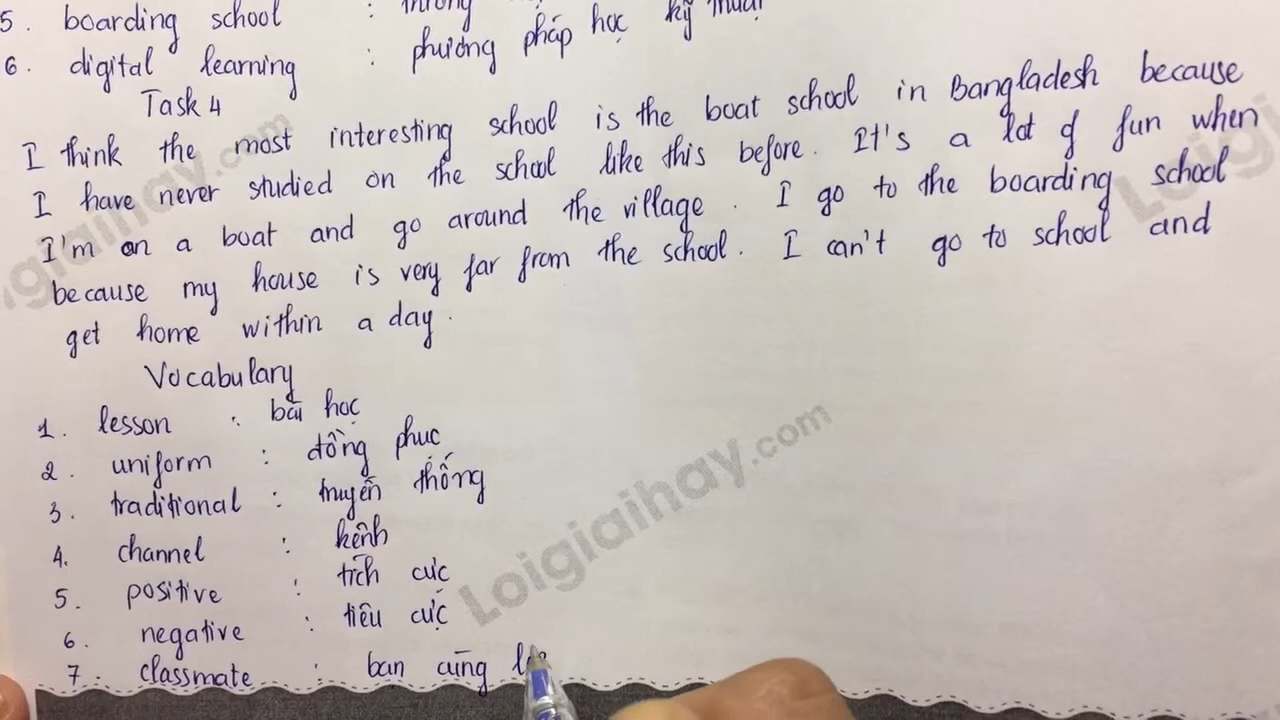 5. boarding school :
6. digital learning : phương pháp học kỹ thuật
Task 4
I think the most interesting school is the boat school in Bangladesh because
I have never studied on the school like this before. It's a lot of fun when
I'm on a boat and go around the village. I go to the boarding school
because my house is very far from the school. I can't go to school and
get home within a day.
Vocabulary
1. lesson : bài học
2. uniform : đồng phục
3. traditional : truyền thống
4. channel : kênh
5. positive : tích cực
6. negative : tiêu cực
7. classmate : bạn cùng
Loigiaihay.com